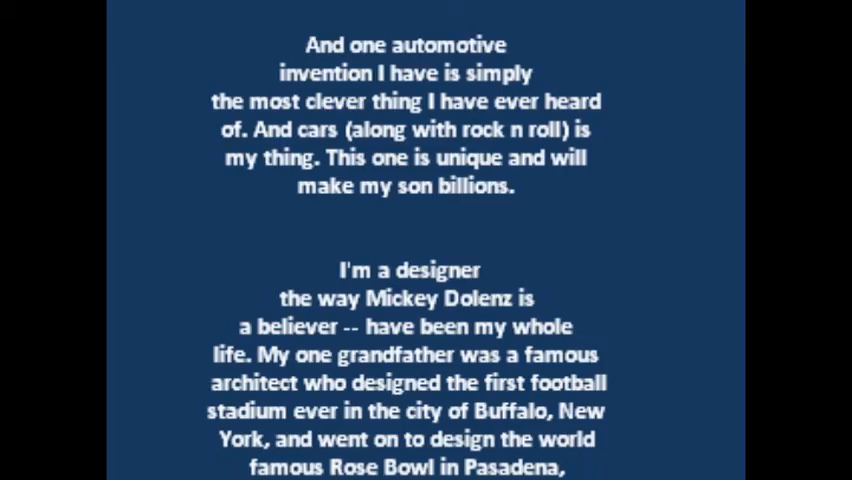 And one automotive
invention I have is simply
the most clever thing I have ever heard
of. And cars (along with rock n roll) is
my thing. This one is unique and will
make my son billions.
I'm a designer
the way Mickey Dolenz is
a believer -- have been my whole
life. My one grandfather was a famous
architect who designed the first football
stadium ever in the city of Buffalo, New
York, and went on to design the world
famous Rose Bowl in Pasadena,